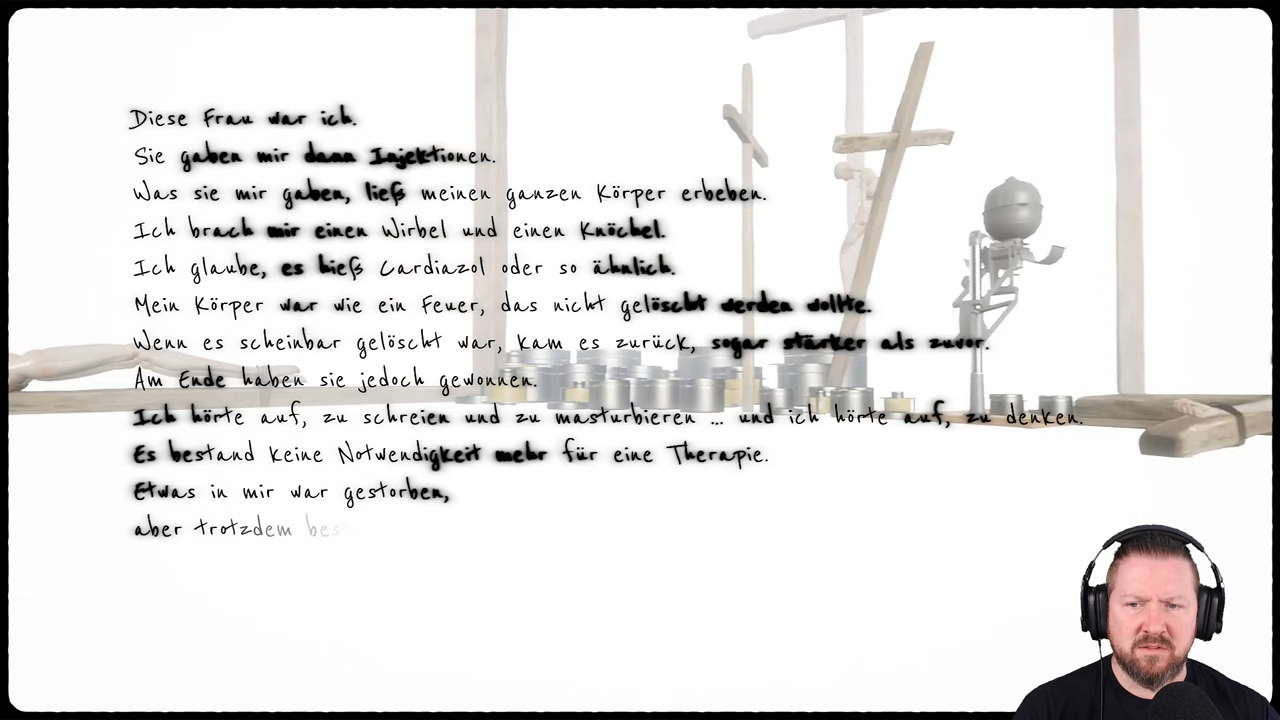 Diese Frau war ich.
Sie gaben mir dann Injektionen.
Was sie mir gaben, ließ meinen ganzen Körper erbeben.
Ich brach mir einen Wirbel und einen Knöchel.
Ich glaube, es hieß Cardiazol oder so ähnlich.
Mein Körper war wie ein Feuer, das nicht gelöscht werden wollte.
Wenn es scheinbar gelöscht war, kam es zurück, sogar stärker als zuvor.
Am Ende haben sie jedoch gewonnen.
Ich hörte auf, zu schreien und zu masturbieren ... und ich hörte auf, zu denken.
Es bestand keine Notwendigkeit mehr für eine Therapie.
Etwas in mir war gestorben,
aber trotzdem bes